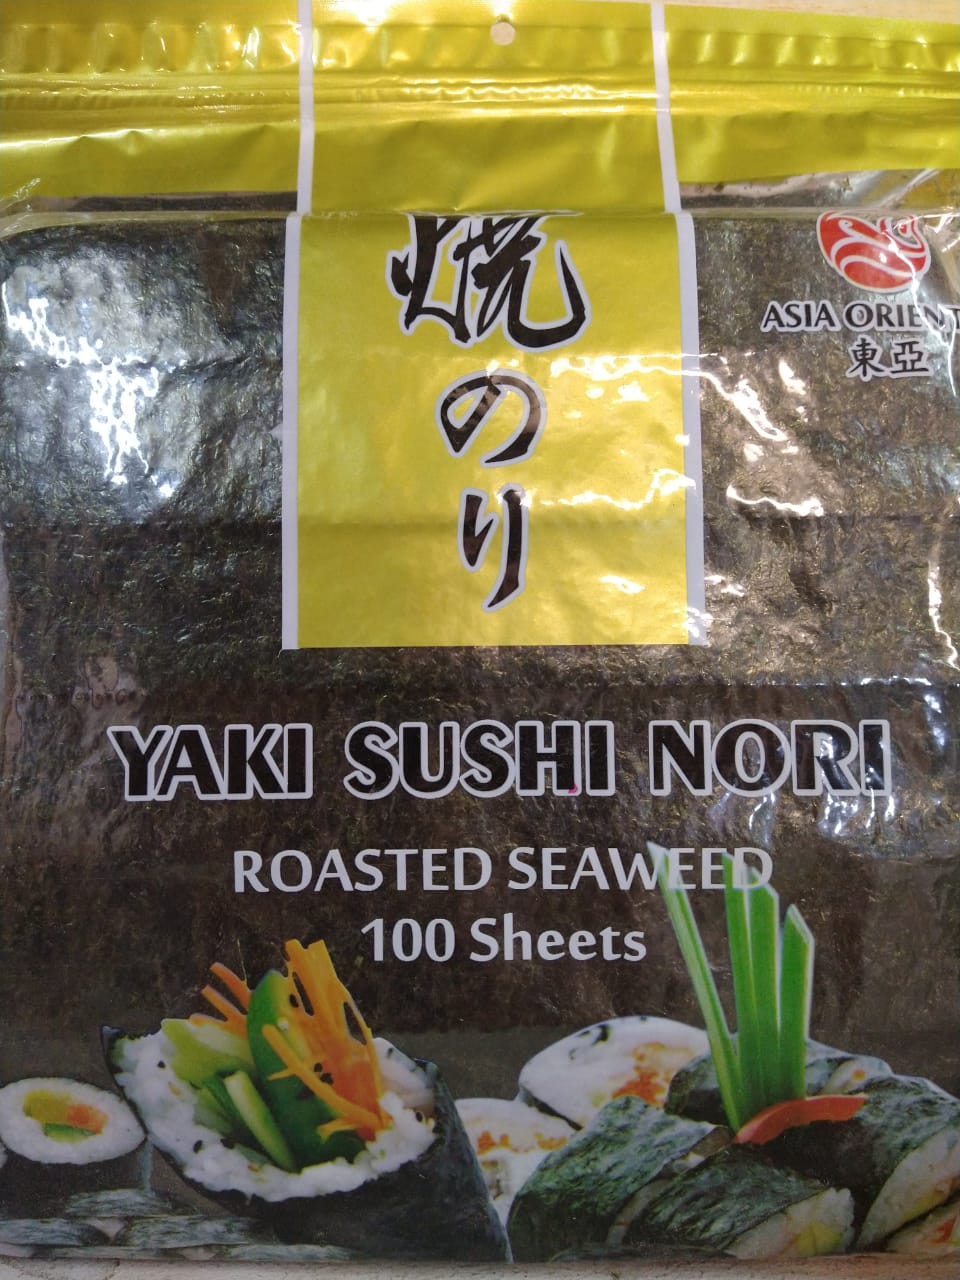 焼のり
ASIA ORIENT
東亞
YAKI SUSHI NORI
ROASTED SEAWEED
100 Sheets